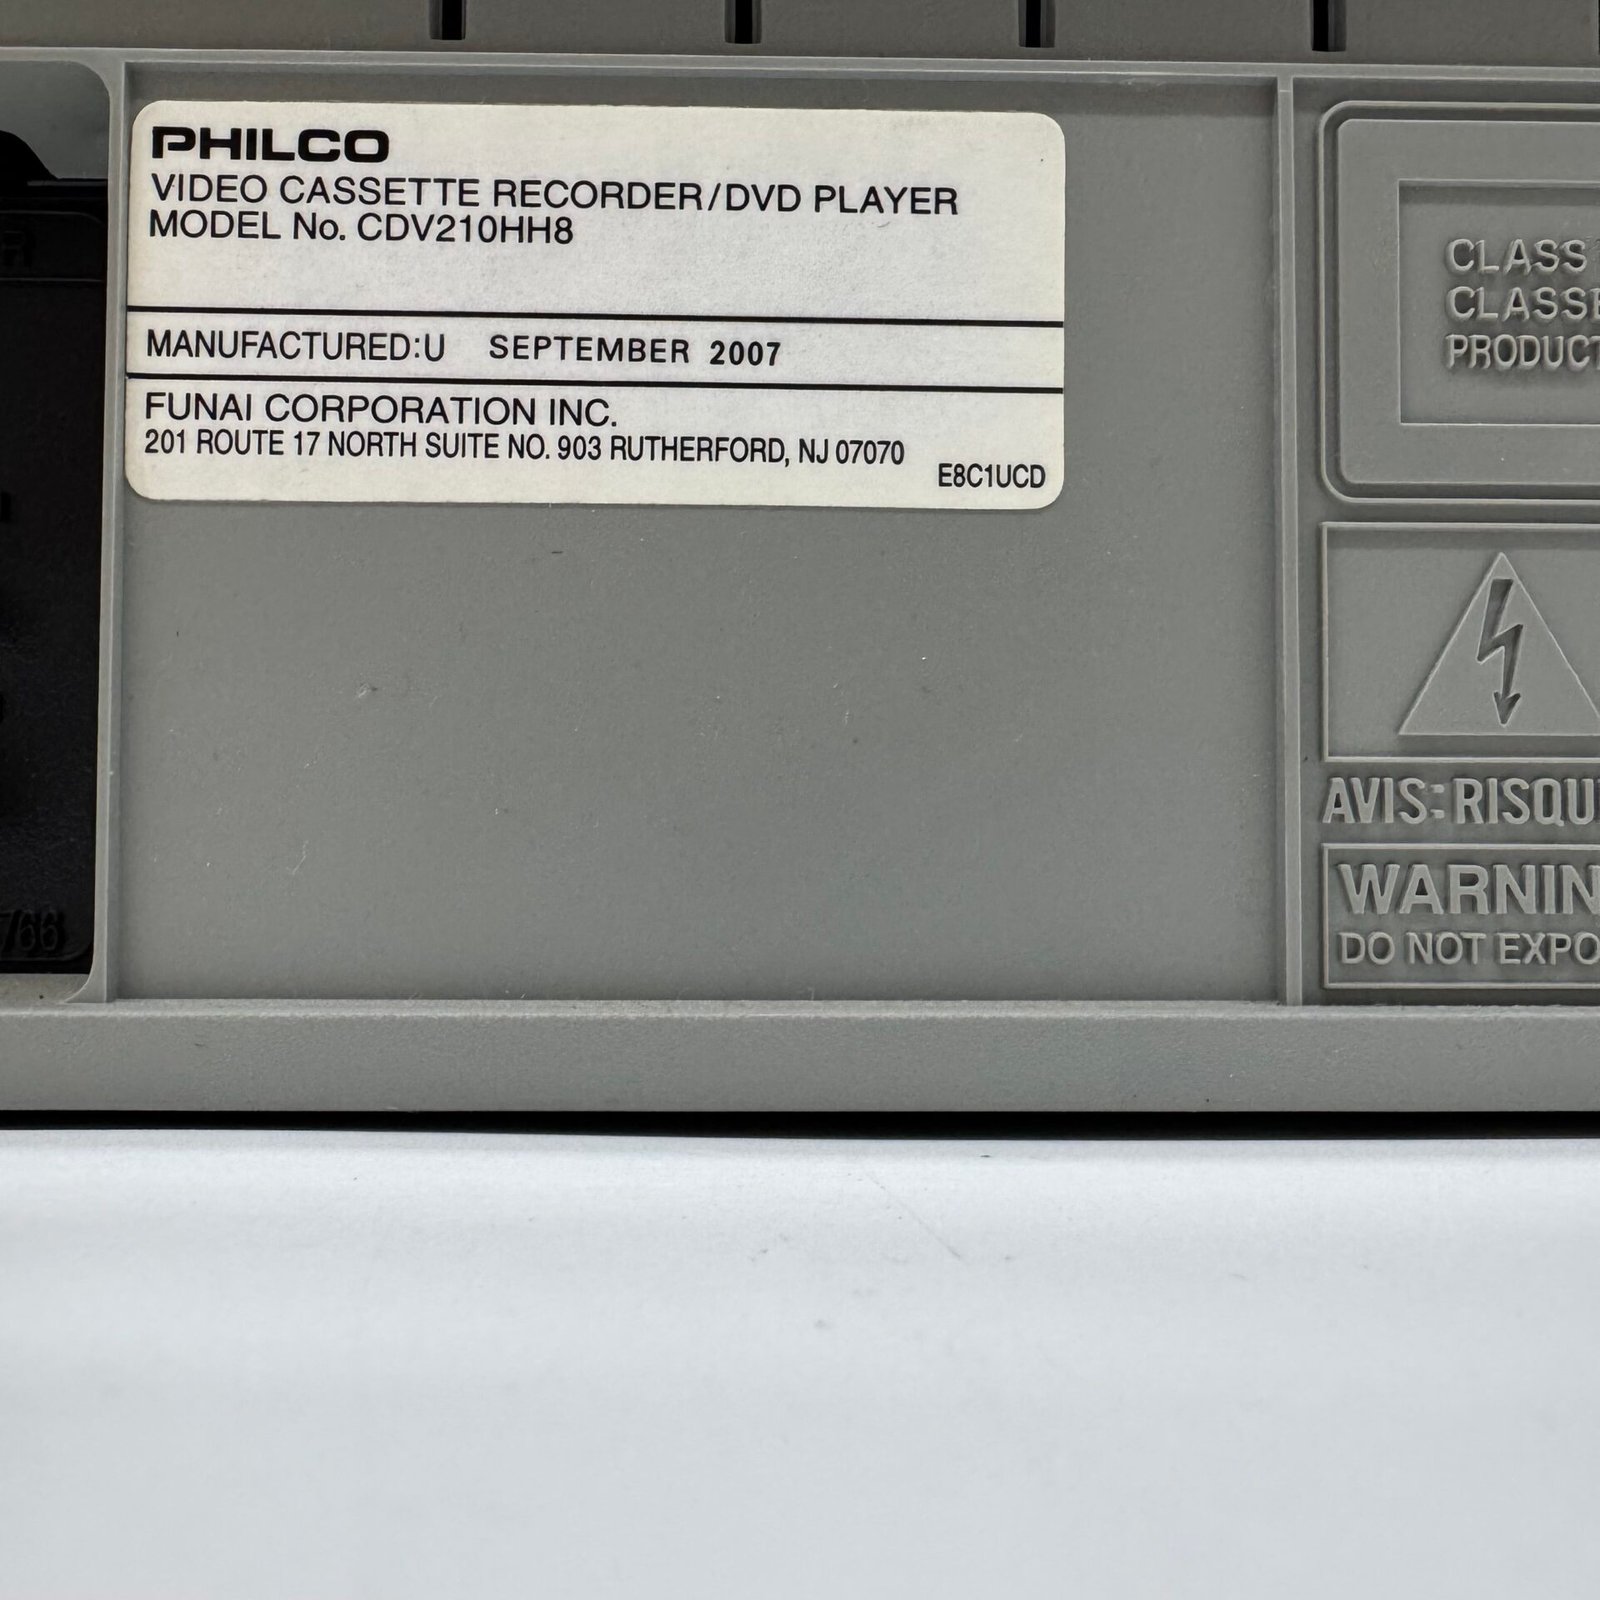 PHILCO
VIDEO CASSETTE RECORDER/DVD PLAYER
MODEL No. CDV210HH8
MANUFACTURED:U SEPTEMBER 2007
FUNAI CORPORATION INC.
201 ROUTE 17 NORTH SUITE NO. 903 RUTHERFORD, NJ 07070
E8C1UCD
CLASS
CLASSE
PRODUCT
AVIS:RISQU
WARNIN
DO NOT EXPO